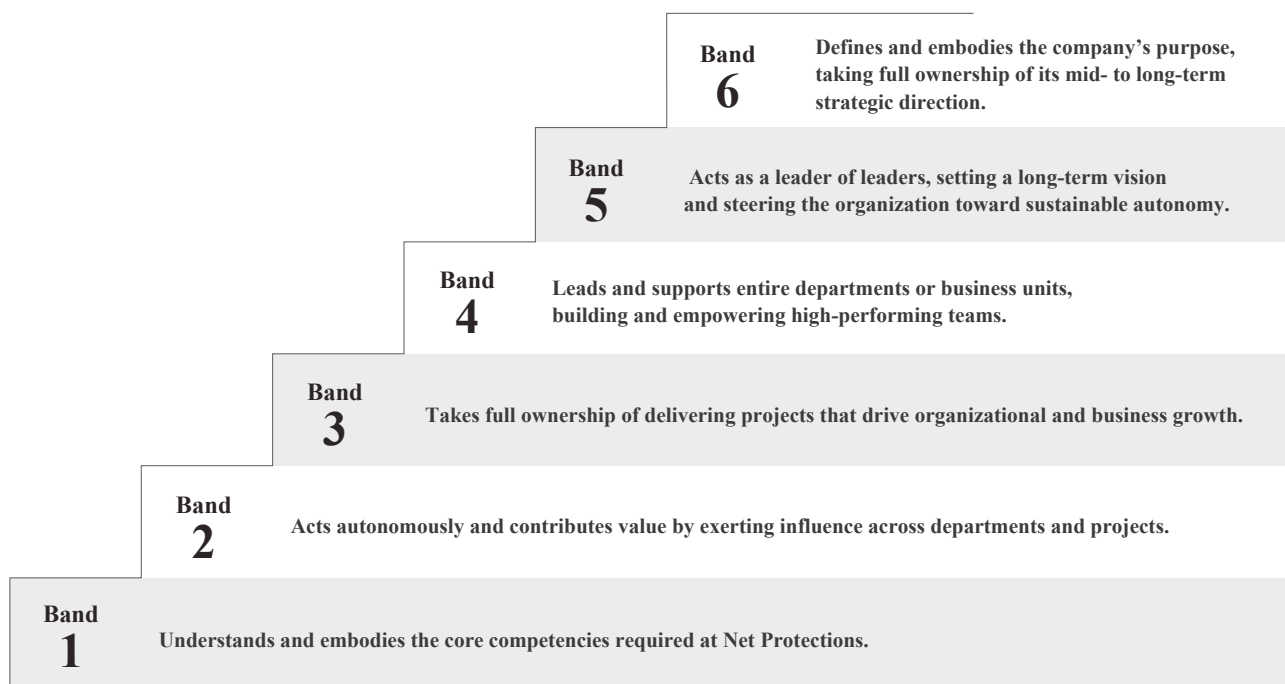 Band
6
Defines and embodies the company’s purpose,
taking full ownership of its mid- to long-term
strategic direction.
Band
5
Acts as a leader of leaders, setting a long-term vision
and steering the organization toward sustainable autonomy.
Band
4
Leads and supports entire departments or business units,
building and empowering high-performing teams.
Band
3
Takes full ownership of delivering projects that drive organizational and business growth.
Band
2
Acts autonomously and contributes value by exerting influence across departments and projects.
Band
1
Understands and embodies the core competencies required at Net Protections.